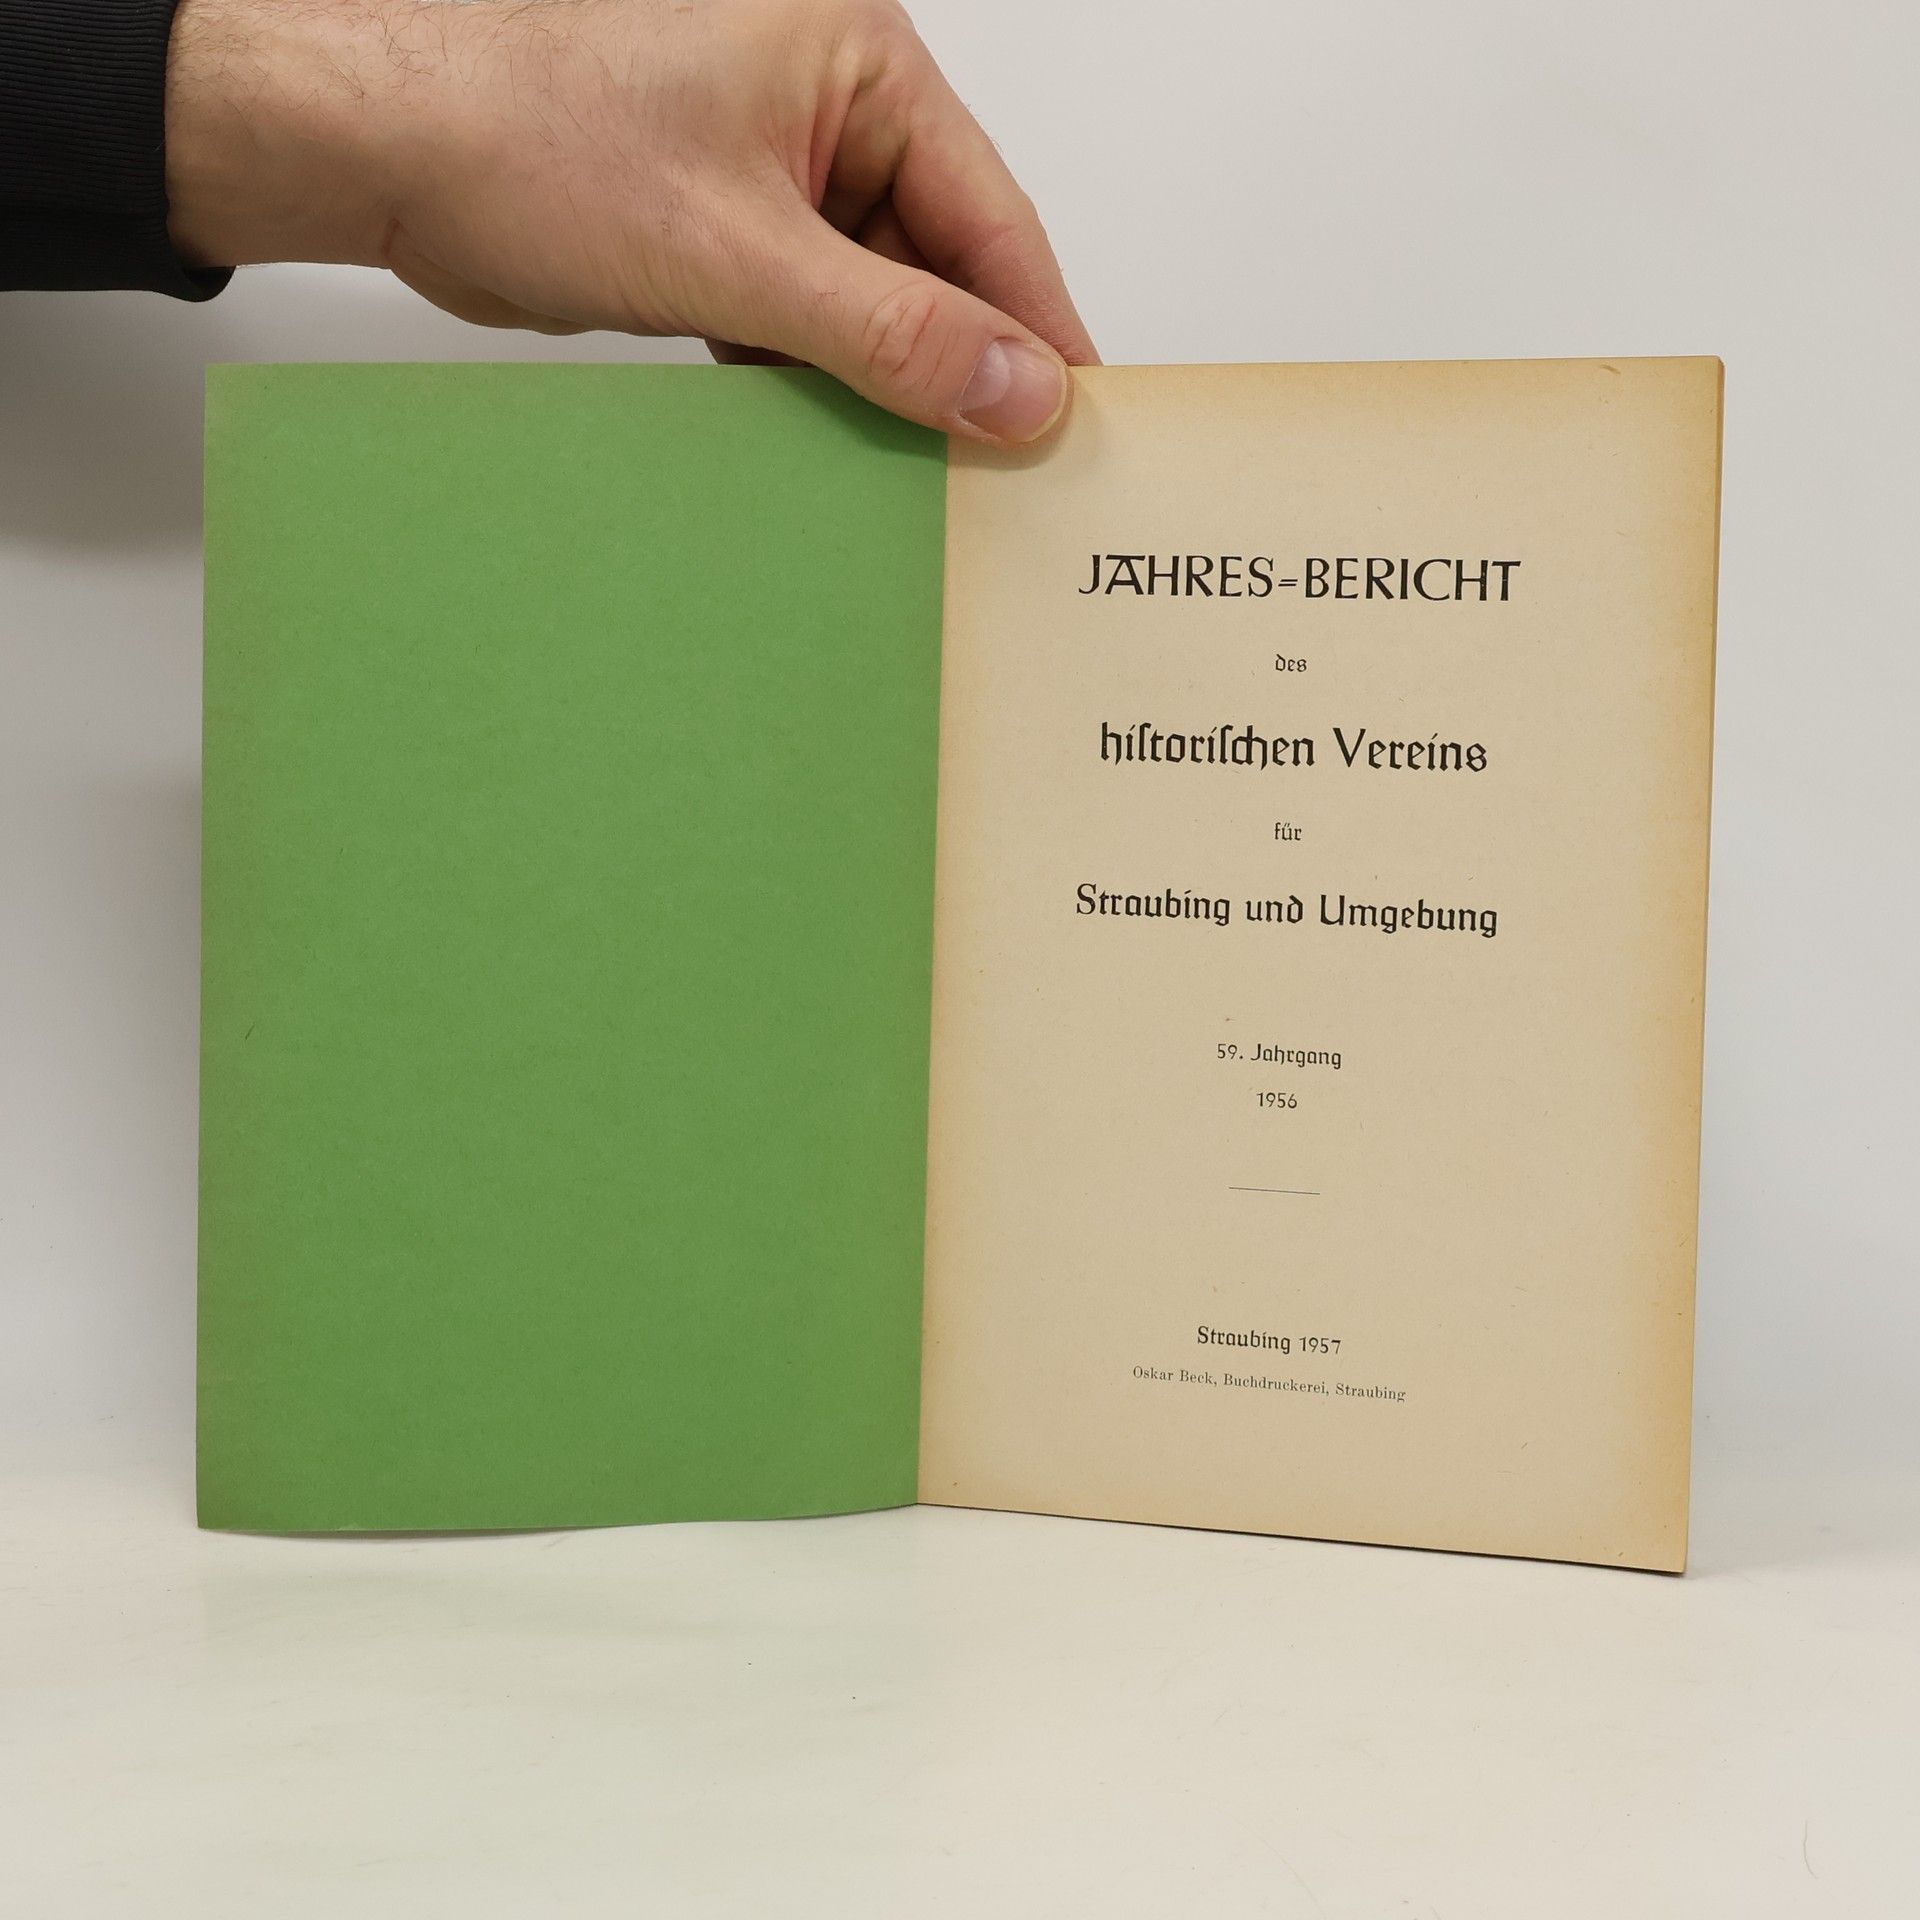 JAHRES=BERICHT
des
hiſtoriſchen Vereins
für
Straubing und Umgebung
59. Jahrgang
1956
Straubing 1957
Oskar Beck, Buchdruckerei, Straubing